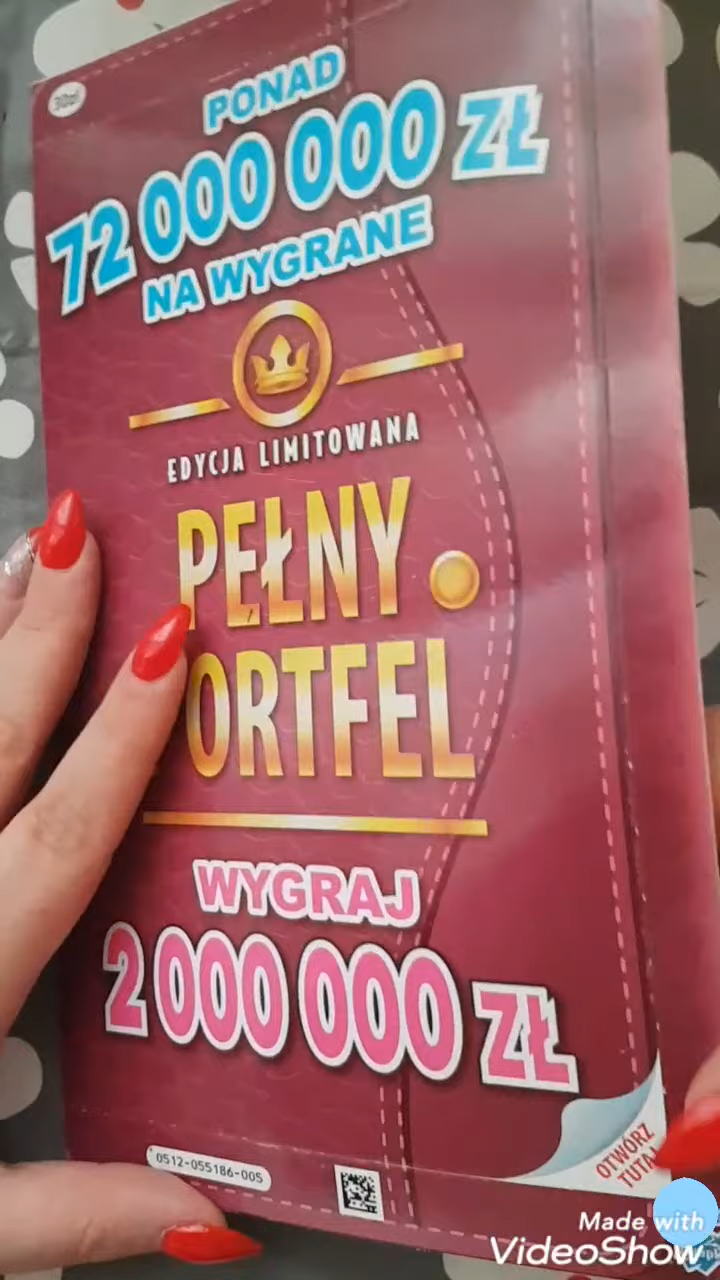 30zł
PONAD
72 000 000 ZŁ
NA WYGRANE
EDYCJA LIMITOWANA
PEŁNY
ORTFEL
WYGRAJ
2 000 000 ZŁ
0512-055186-005
OTWÓRZ
Made with
VideoShow